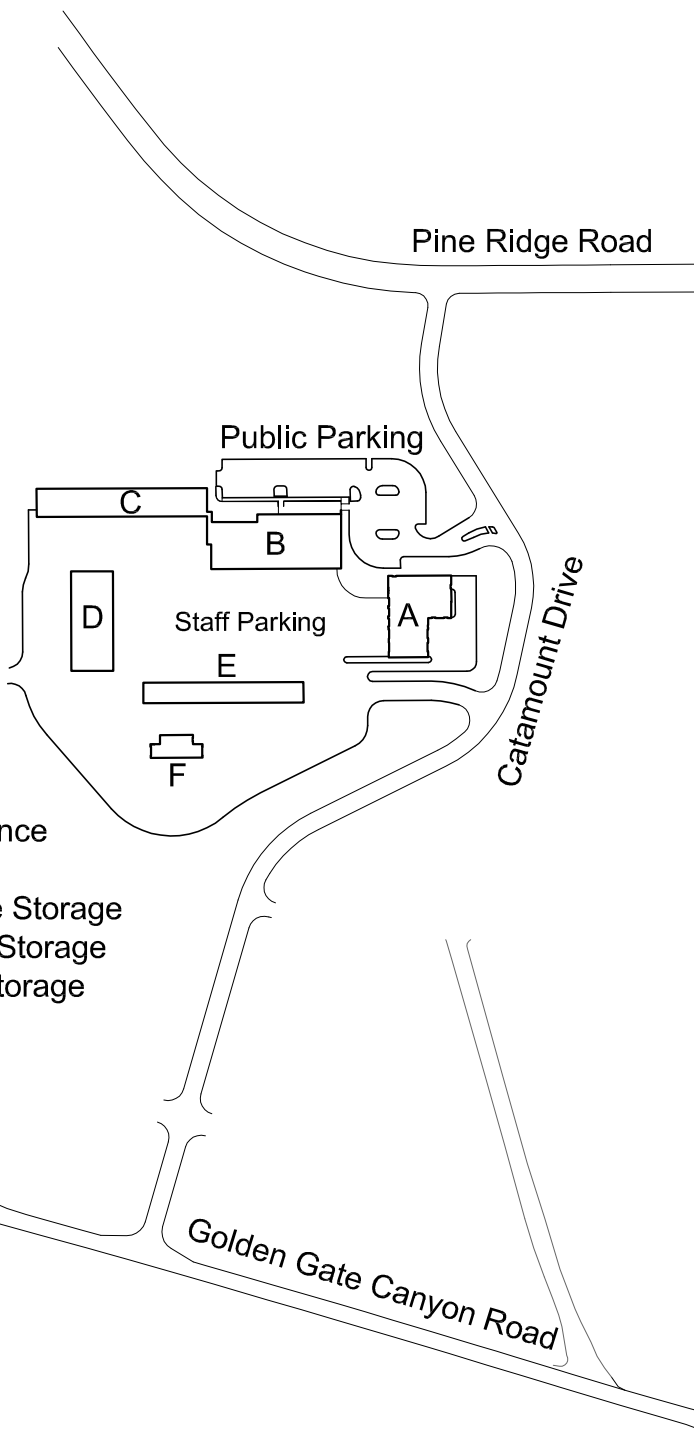 Pine Ridge Road
Public Parking
C
B
D
Staff Parking
A
E
F
Catamount Drive
Storage
Storage
Golden Gate Canyon Road